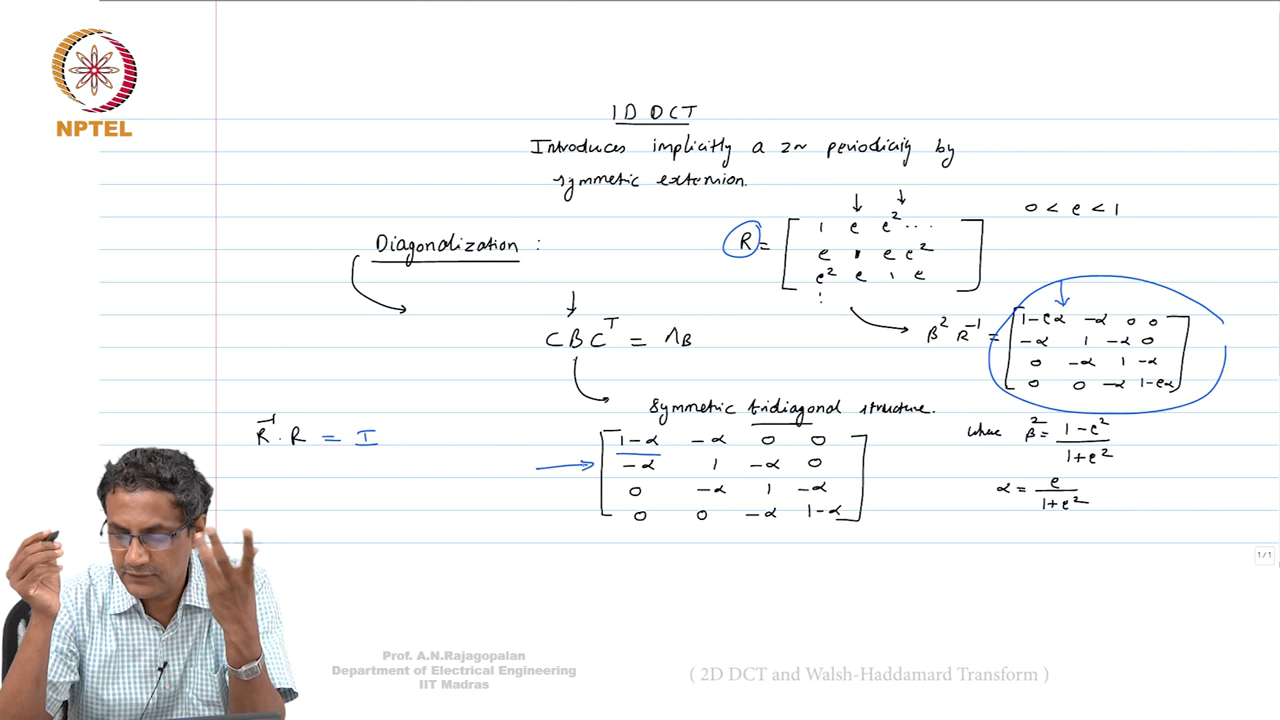 NPTEL
1D DCT
Introduces implicitly a 2N periodicity by
symmetric extension.
Diagonalization :
R = [ 1 e e² ...
e 1 e e²
e² e 1 e
⋮ ]
0 < e < 1
C B Cᵀ = Λ_B
β² R⁻¹ = [ 1-eα -α 0 0
-α 1 -α 0
0 -α 1 -α
0 0 -α 1-eα ]
Symmetric tridiagonal structure.
R⁻¹ . R = I
[ 1-α -α 0 0
-α 1 -α 0
0 -α 1 -α
0 0 -α 1-α ]
where β² = 1-e² / 1+e²
α = e / 1+e²
1/1
Prof. A.N.Rajagopalan
Department of Electrical Engineering
IIT Madras
( 2D DCT and Walsh-Haddamard Transform )